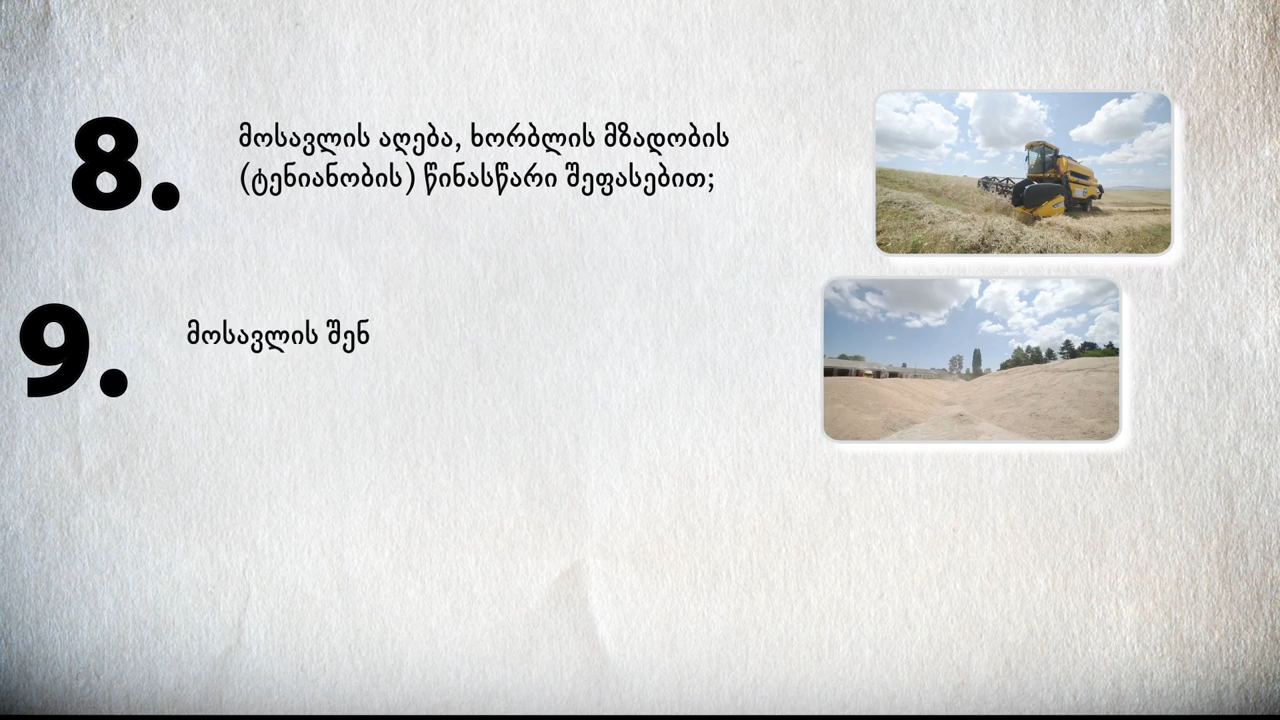 8.
მოსავლის აღება, ხორბლის მზადობის
(ტენიანობის) წინასწარი შეფასებით;
9.
მოსავლის შენ